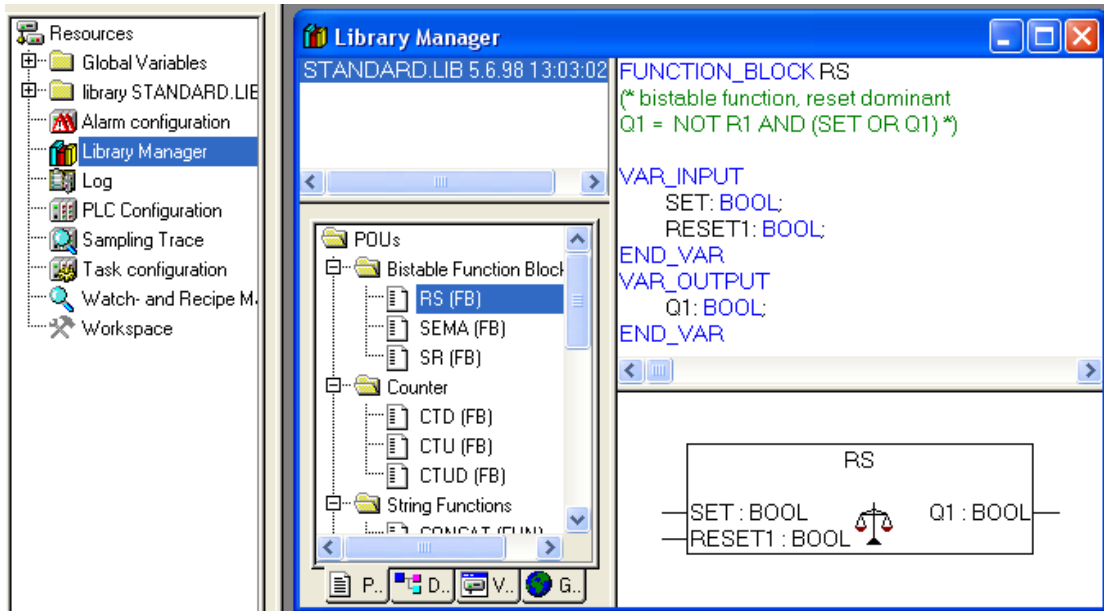 Resources
Global Variables
library STANDARD.LIB
Alarm configuration
Library Manager
Log
PLC Configuration
Sampling Trace
Task configuration
Watch- and Recipe M
Workspace
Library Manager
STANDARD.LIB 5.6.98 13:03:02
POUs
Bistable Function Block
RS (FB)
SEMA (FB)
SR (FB)
Counter
CTD (FB)
CTU (FB)
CTUD (FB)
String Functions
CONCAT (FUN)
P.. D.. V.. G..
FUNCTION_BLOCK RS
(* bistable function, reset dominant
Q1 = NOT R1 AND (SET OR Q1) *)
VAR_INPUT
SET: BOOL;
RESET1: BOOL;
END_VAR
VAR_OUTPUT
Q1: BOOL;
END_VAR
RS
SET : BOOL Q1 : BOOL
RESET1 : BOOL